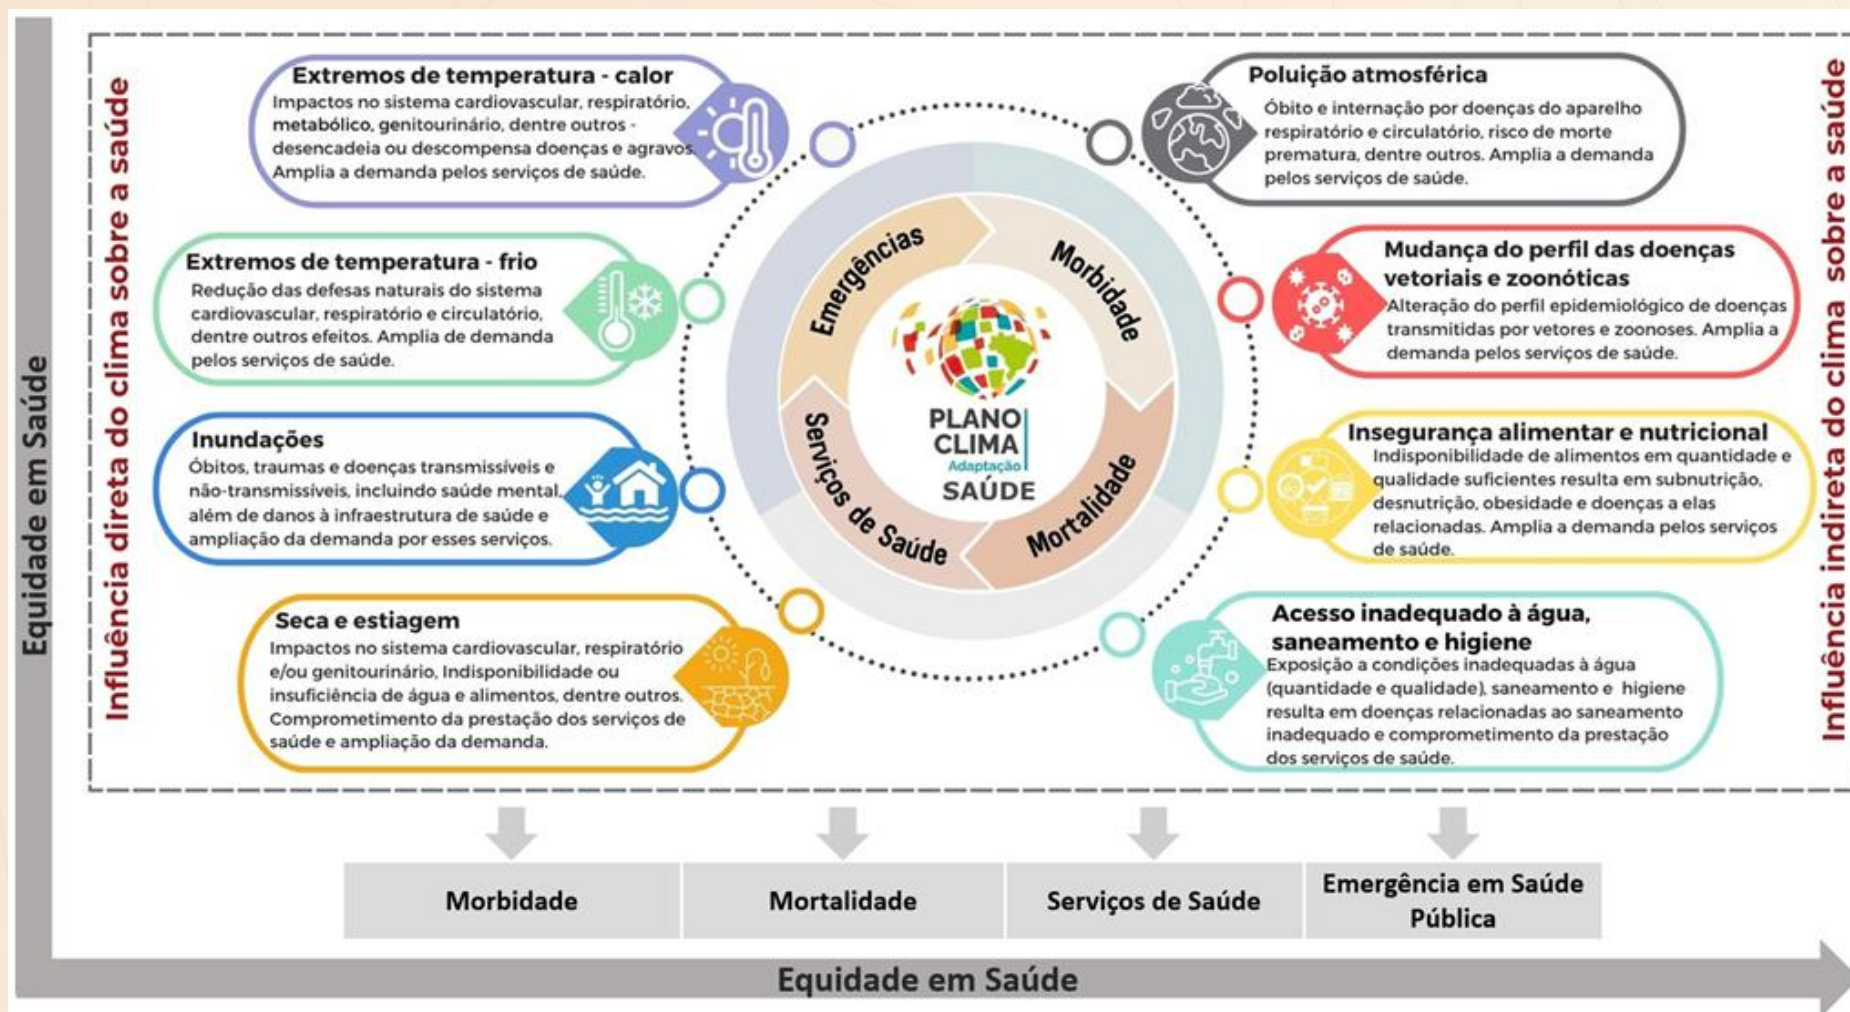 Equidade em Saúde
Influência direta do clima sobre a saúde
Extremos de temperatura - calor
Impactos no sistema cardiovascular, respiratório,
metabólico, genitourinário, dentre outros -
desencadeia ou descompensa doenças e agravos.
Amplia a demanda pelos serviços de saúde.
Extremos de temperatura - frio
Redução das defesas naturais do sistema
cardiovascular, respiratório e circulatório,
dentre outros efeitos. Amplia de demanda
pelos serviços de saúde.
Inundações
Óbitos, traumas e doenças transmissíveis e
não-transmissíveis, incluindo saúde mental,
além de danos à infraestrutura de saúde e
ampliação da demanda por esses serviços.
Seca e estiagem
Impactos no sistema cardiovascular, respiratório
e/ou genitourinário, Indisponibilidade ou
insuficiência de água e alimentos, dentre outros.
Comprometimento da prestação dos serviços de
saúde e ampliação da demanda.
Emergências
Morbidade
Mortalidade
Serviços de Saúde
PLANO
CLIMA
Adaptação
SAÚDE
Poluição atmosférica
Óbito e internação por doenças do aparelho
respiratório e circulatório, risco de morte
prematura, dentre outros. Amplia a demanda
pelos serviços de saúde.
Mudança do perfil das doenças
vetoriais e zoonóticas
Alteração do perfil epidemiológico de doenças
transmitidas por vetores e zoonoses. Amplia a
demanda pelos serviços de saúde.
Insegurança alimentar e nutricional
Indisponibilidade de alimentos em quantidade e
qualidade suficientes resulta em subnutrição,
desnutrição, obesidade e doenças a elas
relacionadas. Amplia a demanda pelos serviços
de saúde.
Acesso inadequado à água,
saneamento e higiene
Exposição a condições inadequadas à água
(quantidade e qualidade), saneamento e higiene
resulta em doenças relacionadas ao saneamento
inadequado e comprometimento da prestação
dos serviços de saúde.
Influência indireta do clima sobre a saúde
Morbidade
Mortalidade
Serviços de Saúde
Emergência em Saúde
Pública
Equidade em Saúde